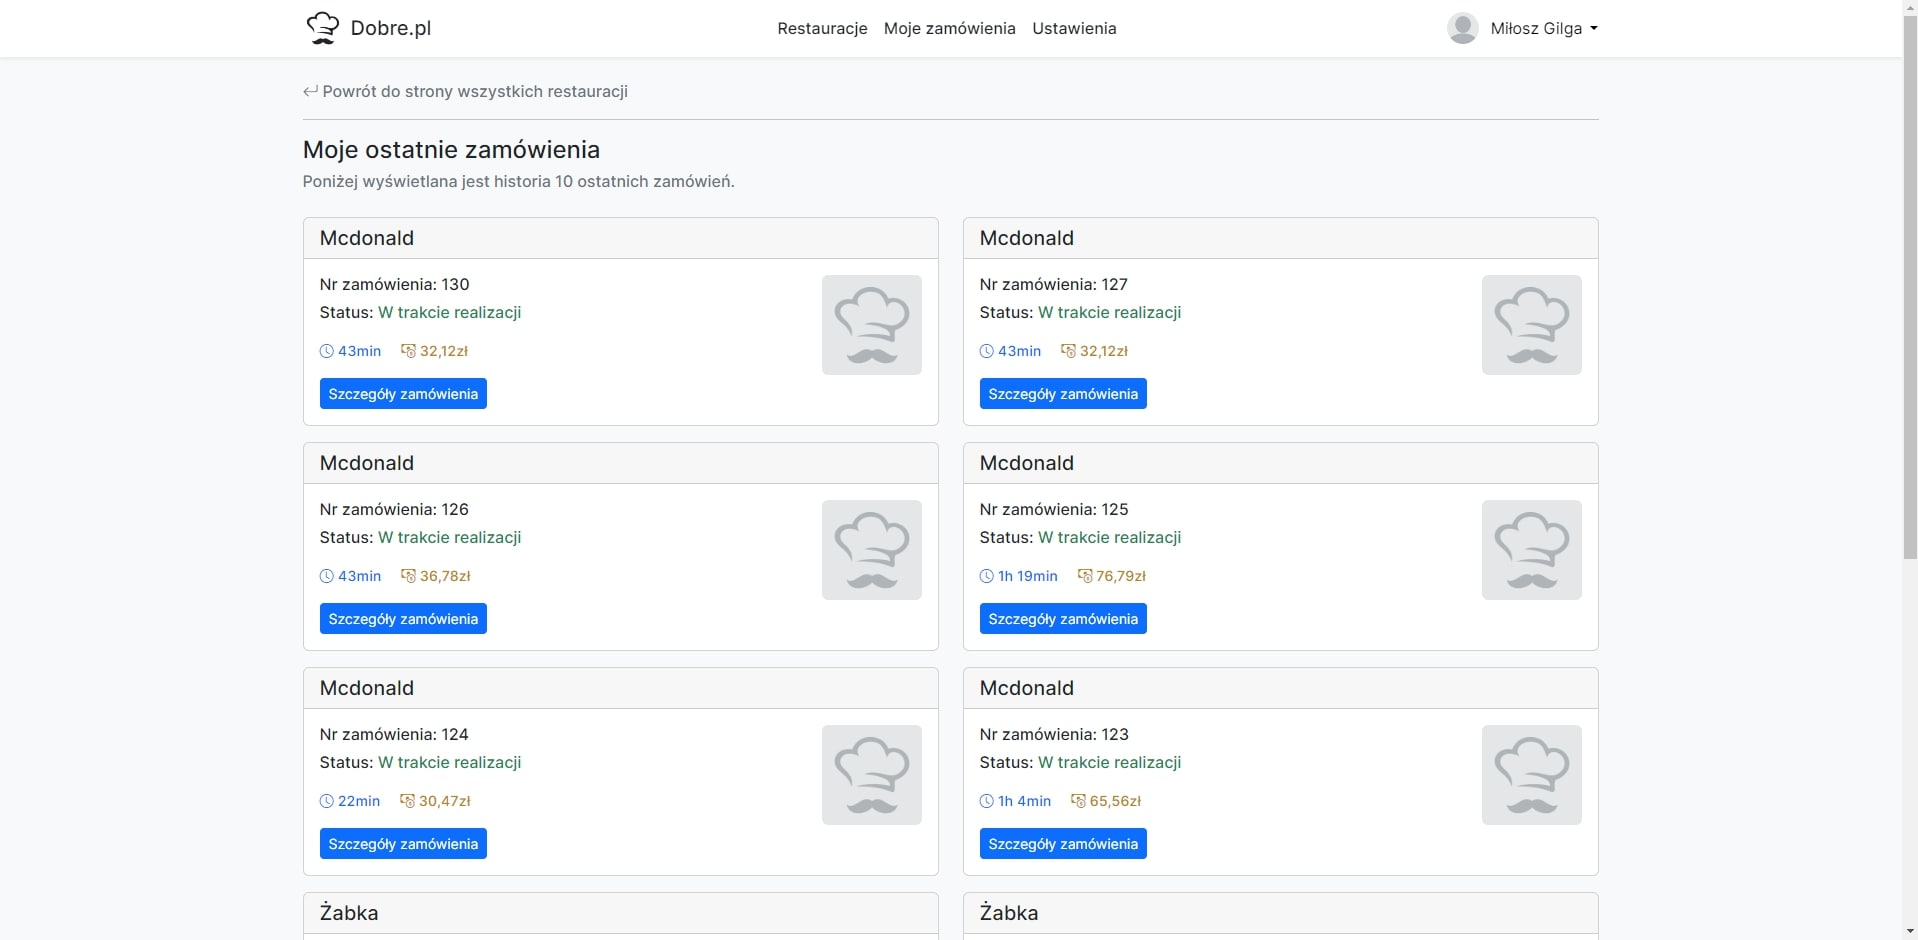 Dobre.pl
Restauracje Moje zamówienia Ustawienia
Miłosz Gilga
Powrót do strony wszystkich restauracji
Moje ostatnie zamówienia
Poniżej wyświetlana jest historia 10 ostatnich zamówień.
Mcdonald
Nr zamówienia: 130
Status: W trakcie realizacji
43min 32,12zł
Szczegóły zamówienia
Mcdonald
Nr zamówienia: 127
Status: W trakcie realizacji
43min 32,12zł
Szczegóły zamówienia
Mcdonald
Nr zamówienia: 126
Status: W trakcie realizacji
43min 36,78zł
Szczegóły zamówienia
Mcdonald
Nr zamówienia: 125
Status: W trakcie realizacji
1h 19min 76,79zł
Szczegóły zamówienia
Mcdonald
Nr zamówienia: 124
Status: W trakcie realizacji
22min 30,47zł
Szczegóły zamówienia
Mcdonald
Nr zamówienia: 123
Status: W trakcie realizacji
1h 4min 65,56zł
Szczegóły zamówienia
Żabka
Żabka